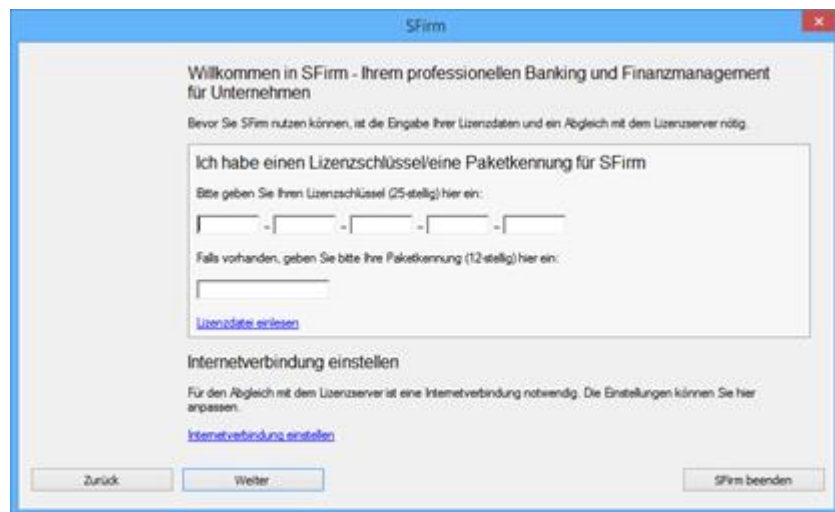 SFirm
Willkommen in SFirm - Ihrem professionellen Banking und Finanzmanagement
für Unternehmen
Bevor Sie SFirm nutzen können, ist die Eingabe Ihrer Lizenzdaten und ein Abgleich mit dem Lizenzserver nötig.
Ich habe einen Lizenzschlüssel/eine Paketkennung für SFirm
Bitte geben Sie Ihren Lizenzschlüssel (25-stellig) hier ein:
- - - -
Falls vorhanden, geben Sie bitte Ihre Paketkennung (12-stellig) hier ein:
Lizenzdatei einlesen
Internetverbindung einstellen
Für den Abgleich mit dem Lizenzserver ist eine Internetverbindung notwendig. Die Einstellungen können Sie hier
anpassen.
Internetverbindung einstellen
Zurück Weiter SFirm beenden